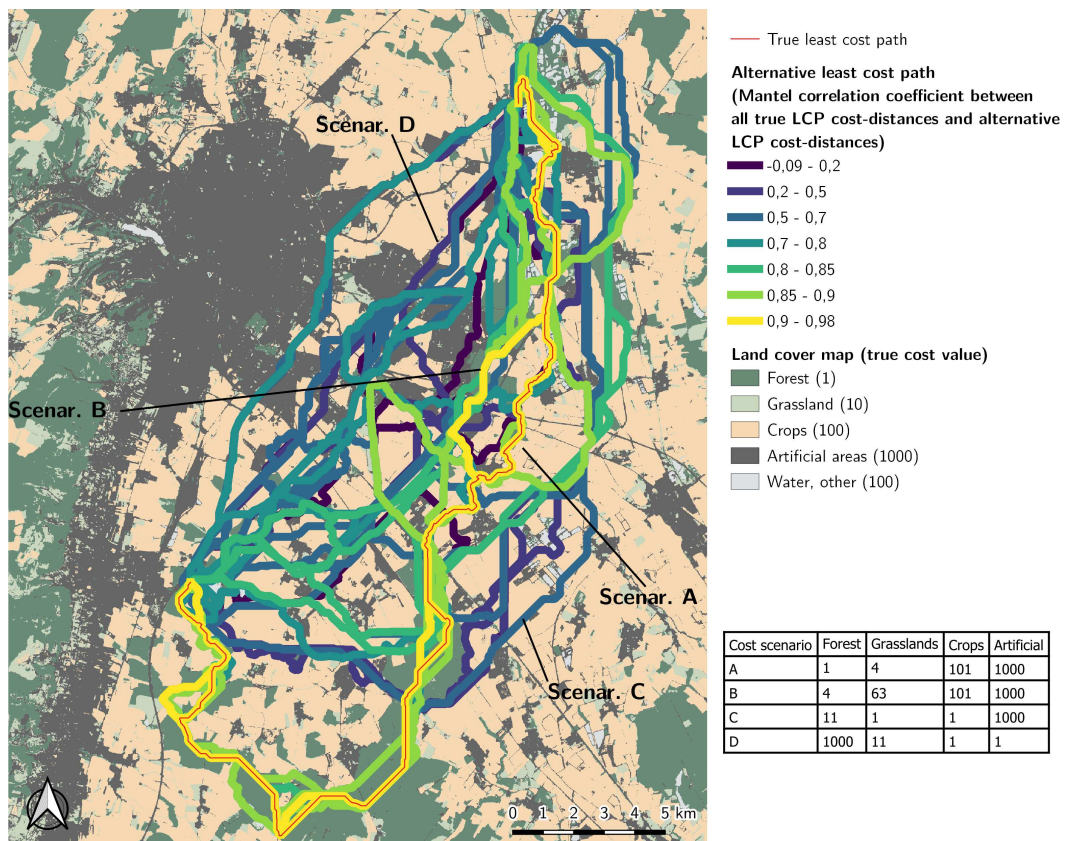 Scenar. D
Scenar. B
Scenar. A
Scenar. C
0 1 2 3 4 5 km
True least cost path
Alternative least cost path
(Mantel correlation coefficient between
all true LCP cost-distances and alternative
LCP cost-distances)
-0,09 - 0,2
0,2 - 0,5
0,5 - 0,7
0,7 - 0,8
0,8 - 0,85
0,85 - 0,9
0,9 - 0,98
Land cover map (true cost value)
Forest (1)
Grassland (10)
Crops (100)
Artificial areas (1000)
Water, other (100)
Cost scenario Forest Grasslands Crops Artificial
A 1 4 101 1000
B 4 63 101 1000
C 11 1 1 1000
D 1000 11 1 1